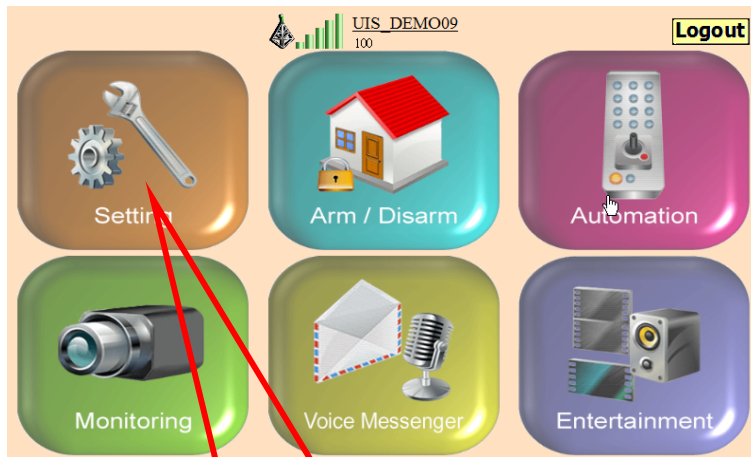 UIS_DEMO09
100
Logout
Setting
Arm / Disarm
Automation
Monitoring
Voice Messenger
Entertainment